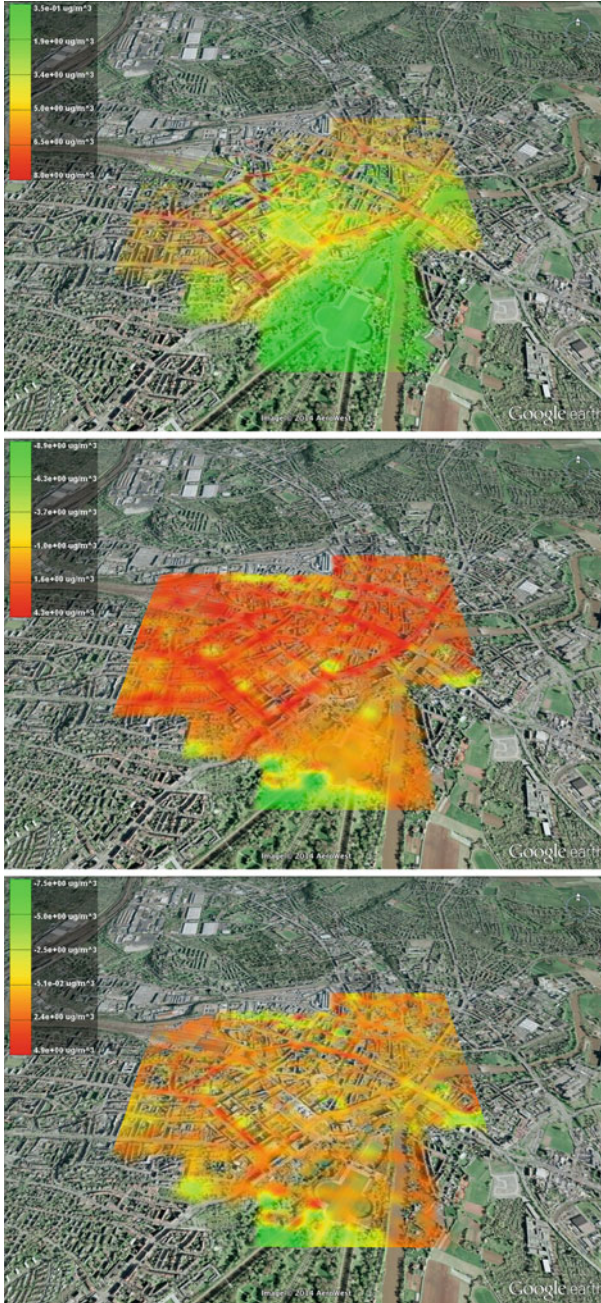 3.5e-01 ug/m^3
1.9e+00 ug/m^3
3.4e+00 ug/m^3
5.0e+00 ug/m^3
6.5e+00 ug/m^3
8.0e+00 ug/m^3
Image © 2014 AeroWest
Google earth
-8.9e+00 ug/m^3
-6.3e+00 ug/m^3
-3.7e+00 ug/m^3
-1.0e+00 ug/m^3
1.6e+00 ug/m^3
4.3e+00 ug/m^3
Image © 2014 AeroWest
Google earth
-7.5e+00 ug/m^3
-5.0e+00 ug/m^3
-2.5e+00 ug/m^3
-5.1e-02 ug/m^3
2.4e+00 ug/m^3
4.9e+00 ug/m^3
Image © 2014 AeroWest
Google earth